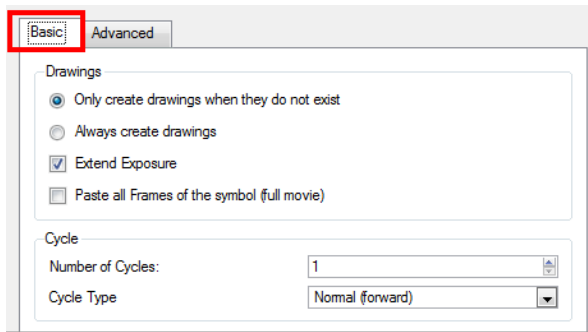 Basic Advanced
Drawings
Only create drawings when they do not exist
Always create drawings
Extend Exposure
Paste all Frames of the symbol (full movie)
Cycle
Number of Cycles: 1
Cycle Type Normal (forward)